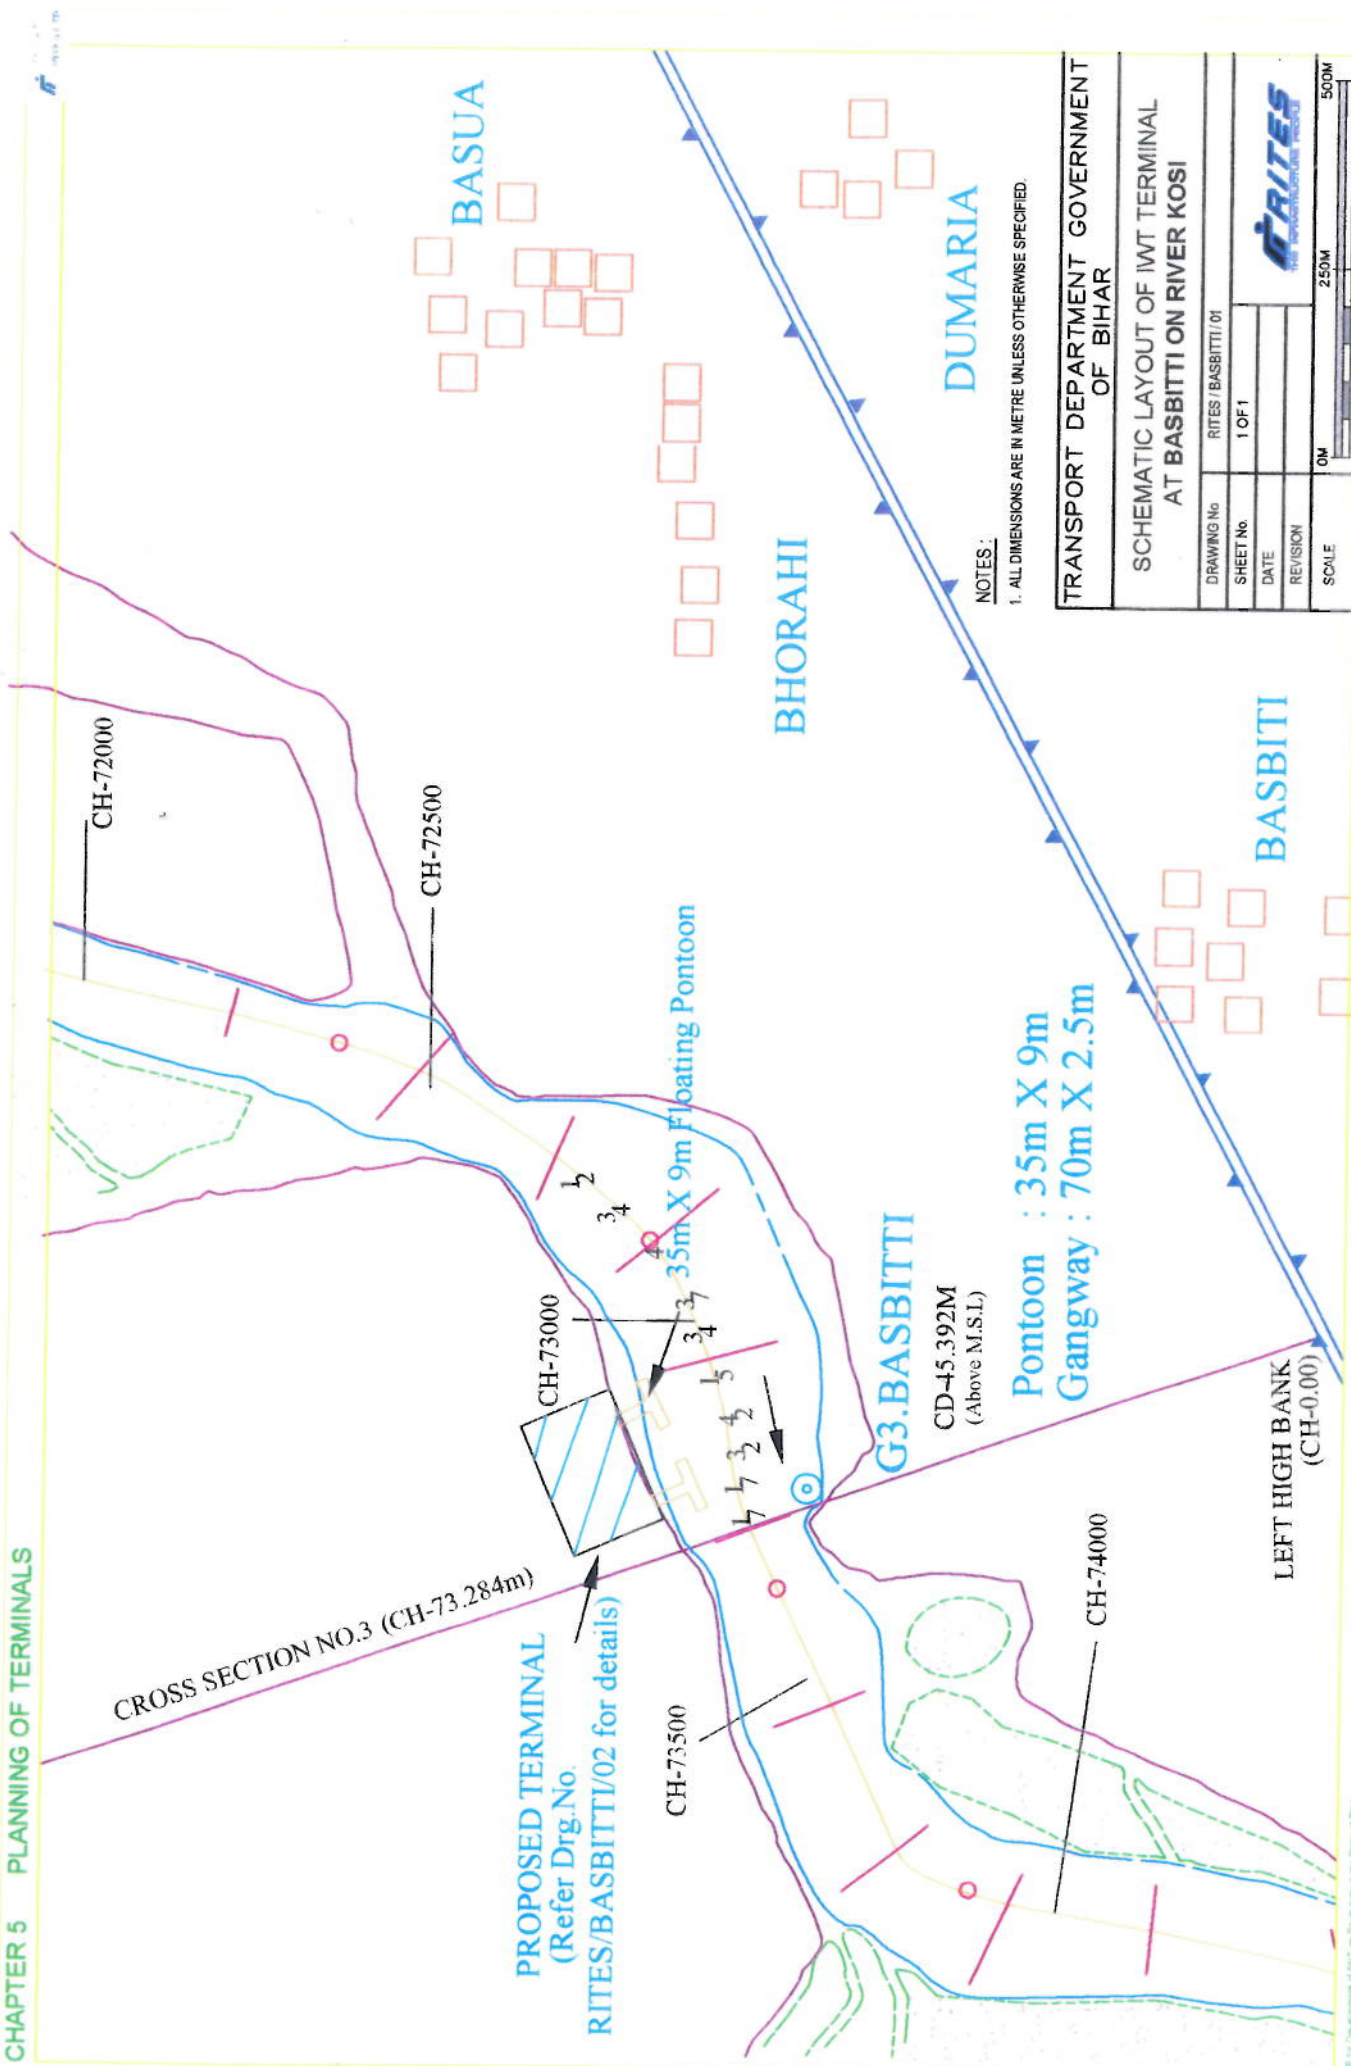 CHAPTER 5 PLANNING OF TERMINALS
CH-72000
BASUA
CH-72500
CROSS SECTION NO.3 (CH-73.284m)
CH-73000
35m X 9m Floating Pontoon
PROPOSED TERMINAL
(Refer Drg.No.
RITES/BASBITTI/02 for details)
CH-73500
BHORAHI
DUMARIA
G3.BASBITTI
CD-45.392M
(Above M.S.L)
Pontoon : 35m X 9m
Gangway : 70m X 2.5m
CH-74000
LEFT HIGH BANK
(CH-0.00)
BASBITI
NOTES :
1. ALL DIMENSIONS ARE IN METRE UNLESS OTHERWISE SPECIFIED.
TRANSPORT DEPARTMENT GOVERNMENT
OF BIHAR
SCHEMATIC LAYOUT OF IWT TERMINAL
AT BASBITTI ON RIVER KOSI
DRAWING No RITES / BASBITTI / 01
SHEET No. 1 OF 1
DATE
REVISION
RITES
THE INFRASTRUCTURE PEOPLE
SCALE 0M 250M 500M